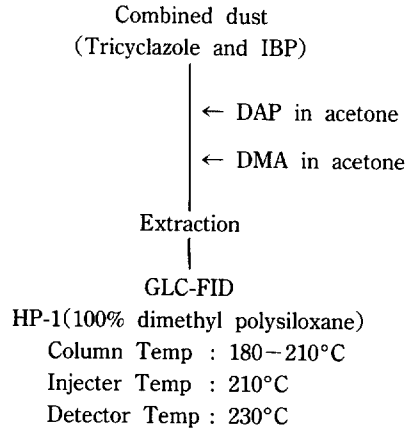 Combined dust
(Tricyclazole and IBP)
← DAP in acetone
← DMA in acetone
Extraction
GLC-FID
HP-1(100% dimethyl polysiloxane)
Column Temp : 180-210°C
Injecter Temp : 210°C
Detector Temp : 230°C